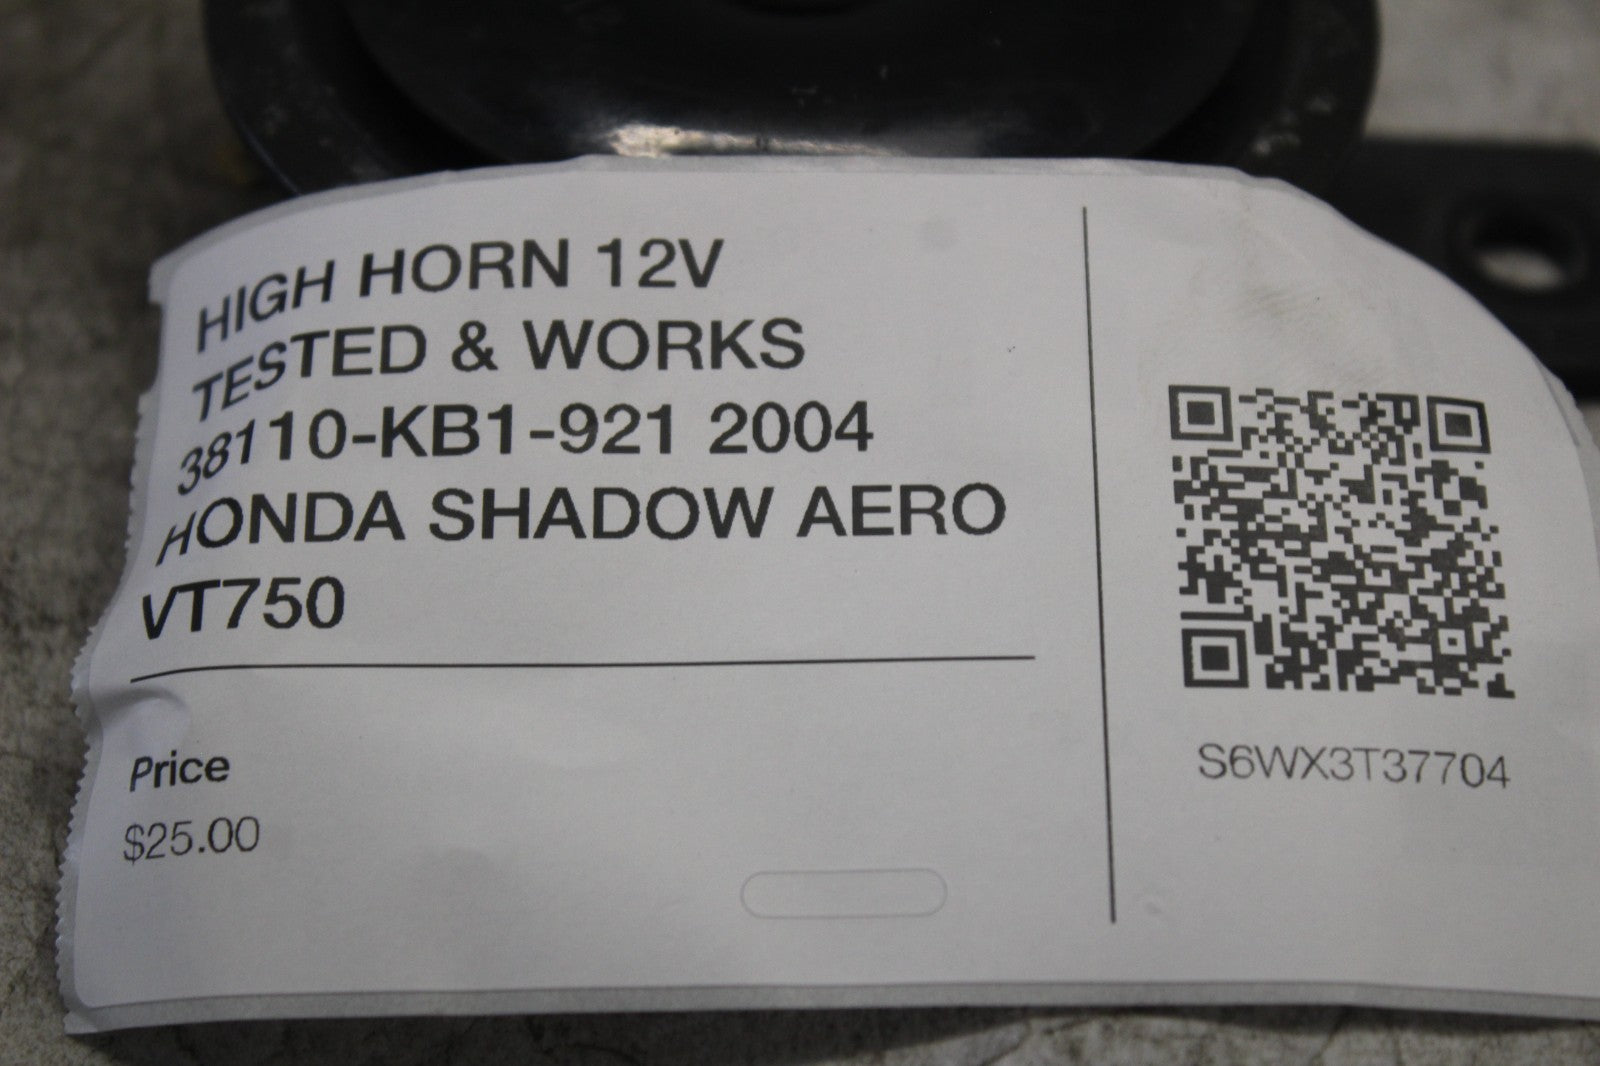 HIGH HORN 12V
TESTED & WORKS
38110-KB1-921 2004
HONDA SHADOW AERO
VT750
Price
$25.00
S6WX3T37704